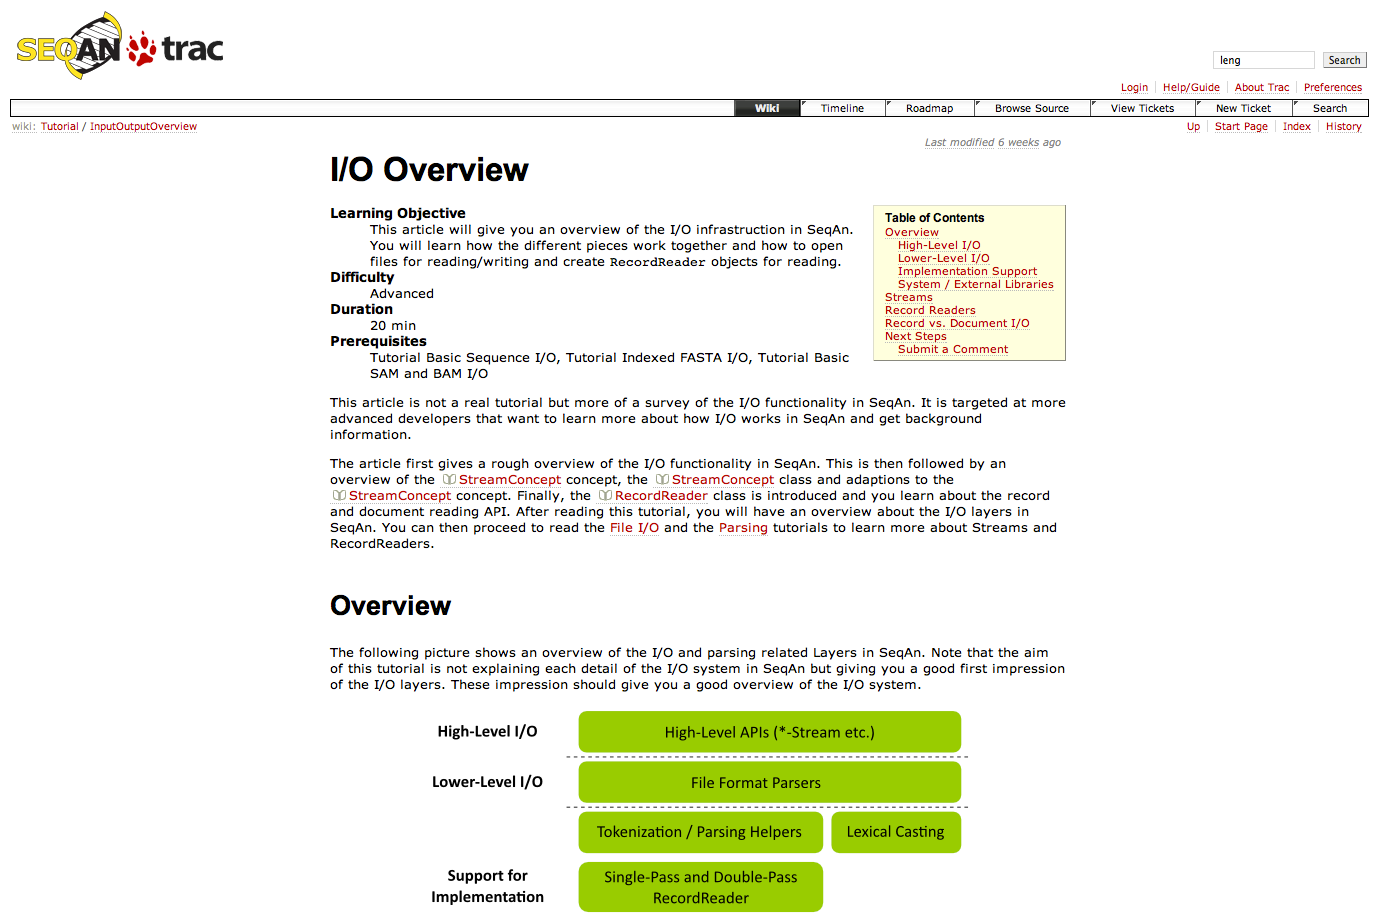 SEQAN trac
leng
Search
Login Help/Guide About Trac Preferences
Wiki Timeline Roadmap Browse Source View Tickets New Ticket Search
wiki: Tutorial / InputOutputOverview
Up Start Page Index History
Last modified 6 weeks ago
I/O Overview
Learning Objective
This article will give you an overview of the I/O infrastruction in SeqAn.
You will learn how the different pieces work together and how to open
files for reading/writing and create RecordReader objects for reading.
Difficulty
Advanced
Duration
20 min
Prerequisites
Tutorial Basic Sequence I/O, Tutorial Indexed FASTA I/O, Tutorial Basic
SAM and BAM I/O
Table of Contents
Overview
High-Level I/O
Lower-Level I/O
Implementation Support
System / External Libraries
Streams
Record Readers
Record vs. Document I/O
Next Steps
Submit a Comment
This article is not a real tutorial but more of a survey of the I/O functionality in SeqAn. It is targeted at more
advanced developers that want to learn more about how I/O works in SeqAn and get background
information.
The article first gives a rough overview of the I/O functionality in SeqAn. This is then followed by an
overview of the StreamConcept concept, the StreamConcept class and adaptions to the
StreamConcept concept. Finally, the RecordReader class is introduced and you learn about the record
and document reading API. After reading this tutorial, you will have an overview about the I/O layers in
SeqAn. You can then proceed to read the File I/O and the Parsing tutorials to learn more about Streams and
RecordReaders.
Overview
The following picture shows an overview of the I/O and parsing related Layers in SeqAn. Note that the aim
of this tutorial is not explaining each detail of the I/O system in SeqAn but giving you a good first impression
of the I/O layers. These impression should give you a good overview of the I/O system.
High-Level I/O
High-Level APIs (*-Stream etc.)
Lower-Level I/O
File Format Parsers
Tokenization / Parsing Helpers
Lexical Casting
Support for
Implementation
Single-Pass and Double-Pass
RecordReader